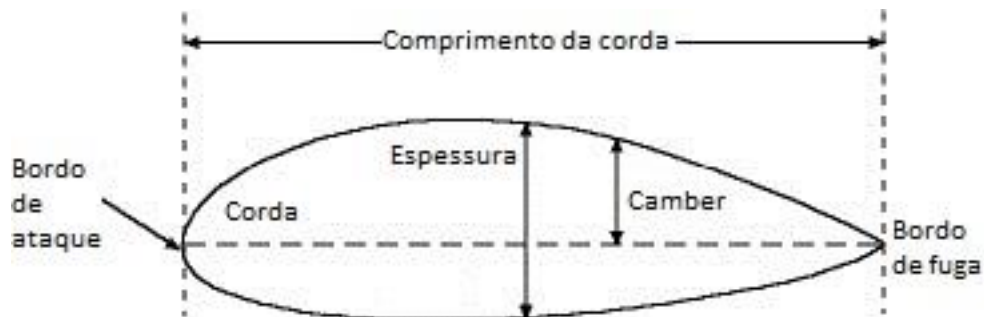 Comprimento da corda
Espessura
Bordo
de
ataque
Corda
Camber
Bordo
de fuga